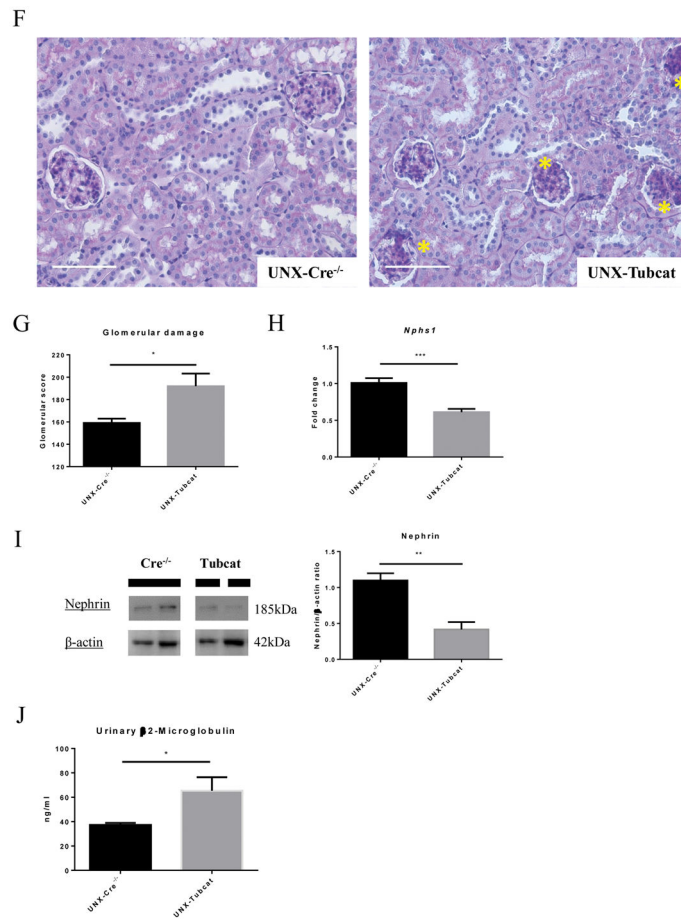 F
UNX-Cre-/-
UNX-Tubcat
*
*
*
*
G
Glomerular damage
*
Glomerular score
220
200
180
160
140
120
UNX-Cre-/-
UNX-Tubcat
H
Nphs1
***
Fold change
1.5
1.0
0.5
0.0
UNX-Cre-/-
UNX-Tubcat
I
Cre-/- Tubcat
Nephrin 185kDa
β-actin 42kDa
Nephrin
**
Nephrin/β-actin ratio
1.5
1.0
0.5
0.0
UNX-Cre-/-
UNX-Tubcat
J
Urinary β2-Microglobulin
*
ng/ml
100
80
60
40
20
0
UNX-Cre-/-
UNX-Tubcat